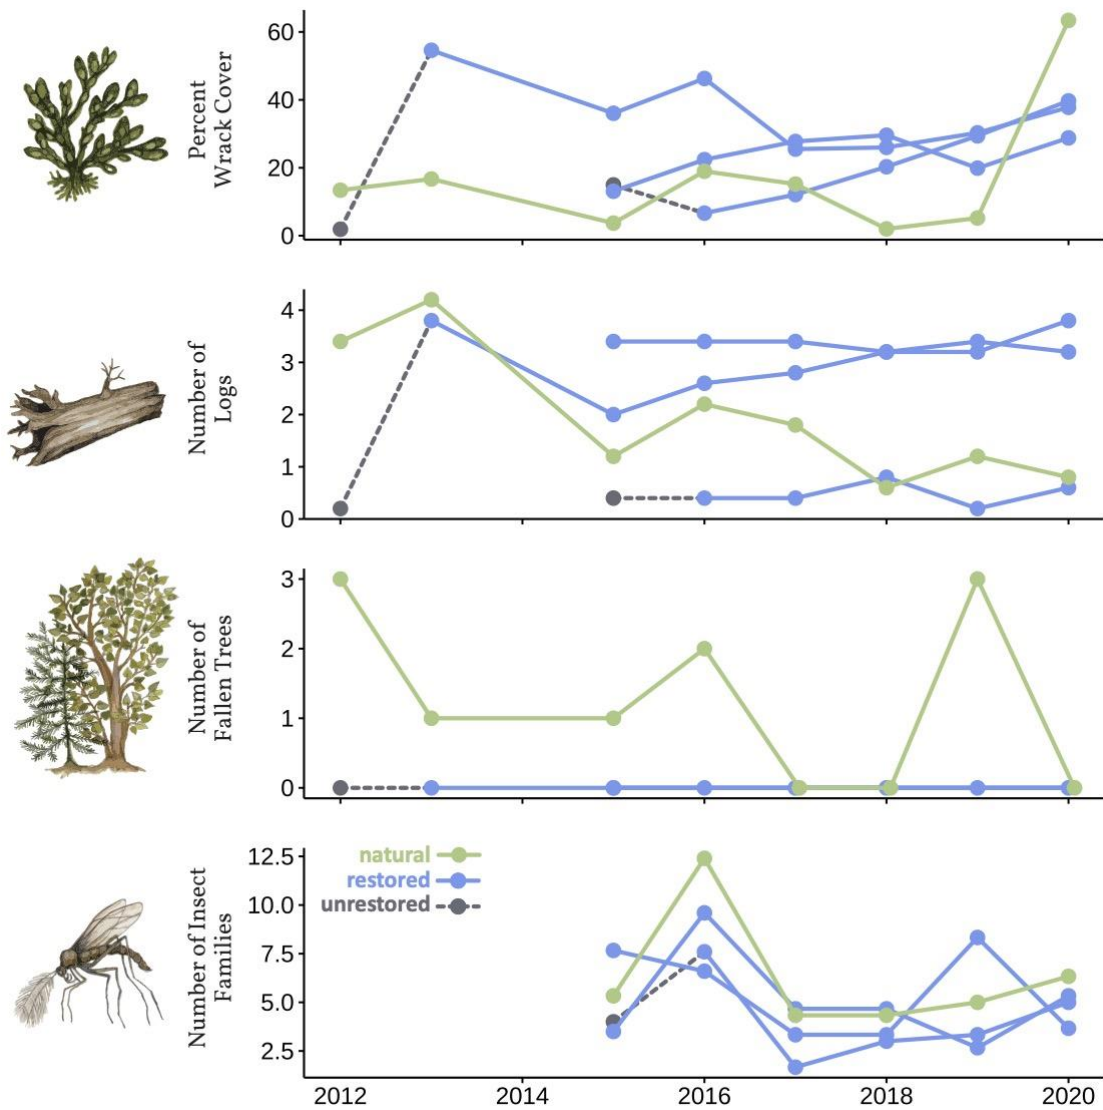 Percent
Wrack Cover
60
40
20
0
Number of
Logs
4
3
2
1
0
Number of
Fallen Trees
3
2
1
0
Number of Insect
Families
12.5
10.0
7.5
5.0
2.5
natural
restored
unrestored
2012 2014 2016 2018 2020